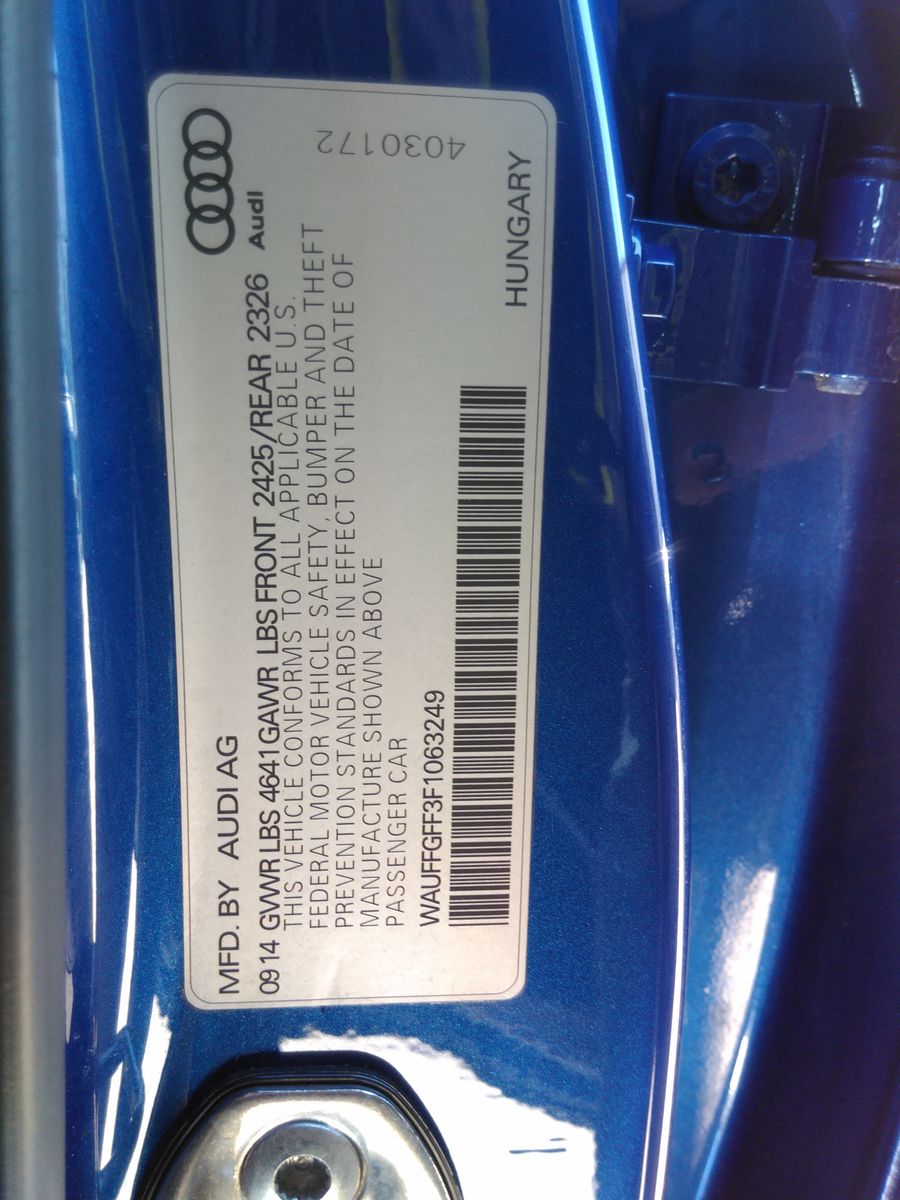 MFD. BY AUDI AG
0914 GWR LBS 4641 GAWR LBS FRONT 2425/REAR 2326
Audi
THIS VEHICLE CONFORMS TO ALL APPLICABLE U.S.
FEDERAL MOTOR VEHICLE SAFETY, BUMPER AND THEFT
PREVENTION STANDARDS IN EFFECT ON THE DATE OF
MANUFACTURE SHOWN ABOVE
PASSENGER CAR
4030172
WAUFFGFF3F1063249
HUNGARY